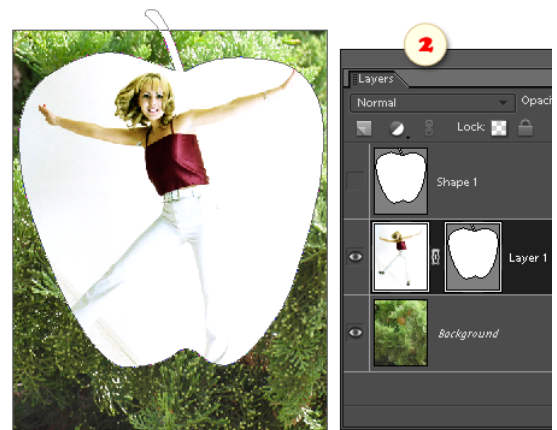 2
Layers
Normal
Opaci
Lock:
Shape 1
Layer 1
Background